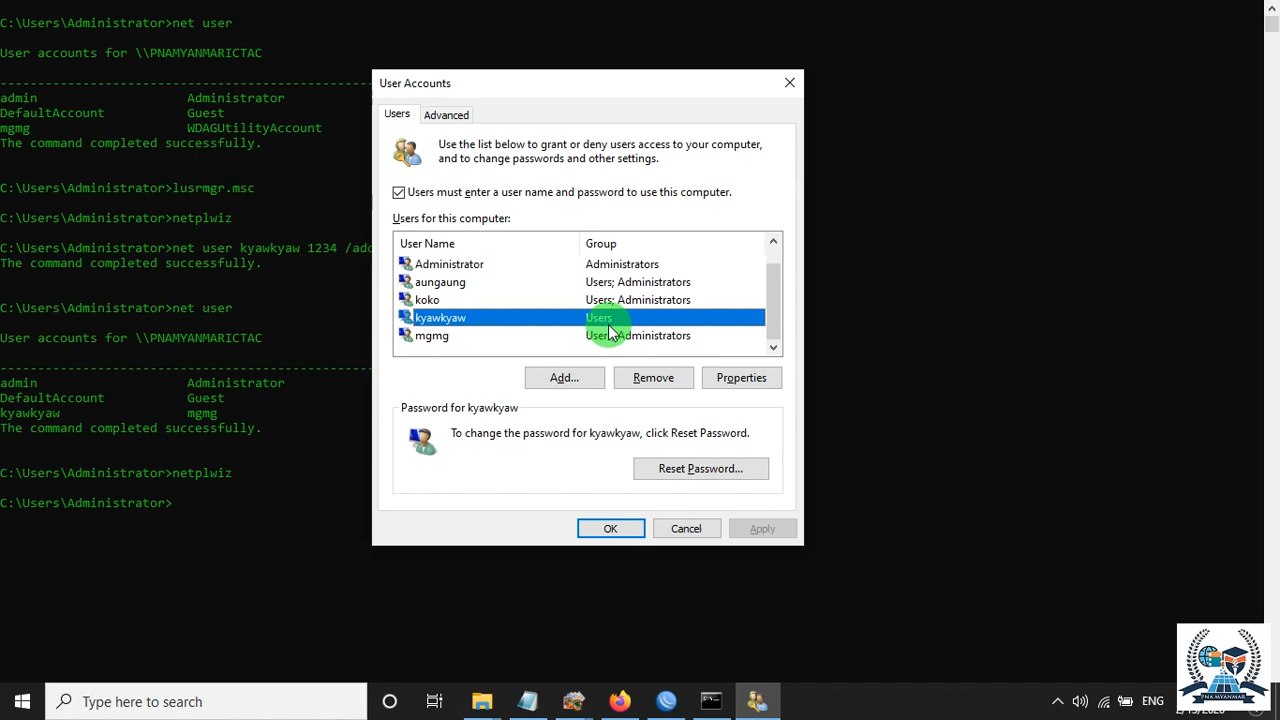 C:\Users\Administrator>net user
User accounts for \\PNAMYANMARICTAC
admin Administrator
DefaultAccount Guest
mgmg WDAGUtilityAccount
The command completed successfully.
C:\Users\Administrator>lusrmgr.msc
C:\Users\Administrator>netplwiz
C:\Users\Administrator>net user kyawkyaw 1234 /add
The command completed successfully.
C:\Users\Administrator>net user
User accounts for \\PNAMYANMARICTAC
admin Administrator
DefaultAccount Guest
kyawkyaw mgmg
The command completed successfully.
C:\Users\Administrator>netplwiz
C:\Users\Administrator>
User Accounts
Users Advanced
Use the list below to grant or deny users access to your computer,
and to change passwords and other settings.
Users must enter a user name and password to use this computer.
Users for this computer:
User Name Group
Administrator Administrators
aungaung Users; Administrators
koko Users; Administrators
kyawkyaw Users
mgmg Users; Administrators
Add... Remove Properties
Password for kyawkyaw
To change the password for kyawkyaw, click Reset Password.
Reset Password...
OK Cancel Apply
Type here to search
ENG
PNA MYANMAR